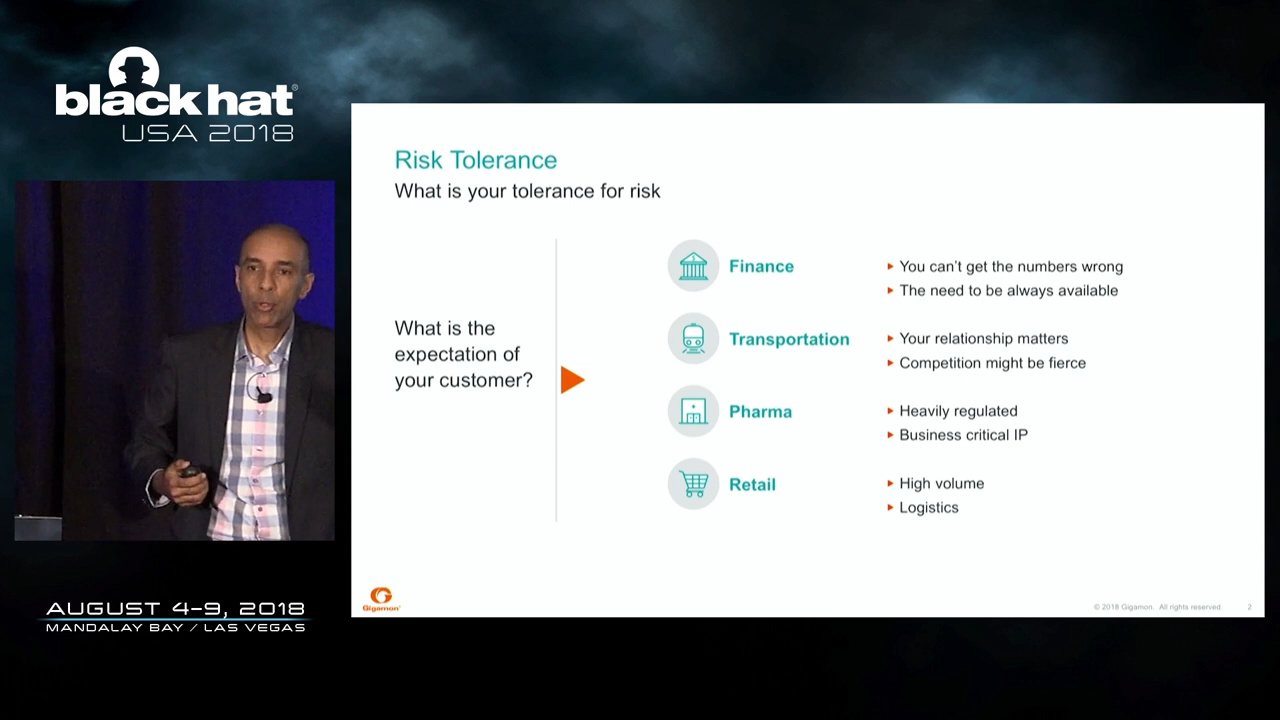 black hat®
USA 2018
Risk Tolerance
What is your tolerance for risk
What is the
expectation of
your customer?
Finance
You can’t get the numbers wrong
The need to be always available
Transportation
Your relationship matters
Competition might be fierce
Pharma
Heavily regulated
Business critical IP
Retail
High volume
Logistics
AUGUST 4-9, 2018
MANDALAY BAY / LAS VEGAS
Gigamon®
© 2018 Gigamon. All rights reserved.
2